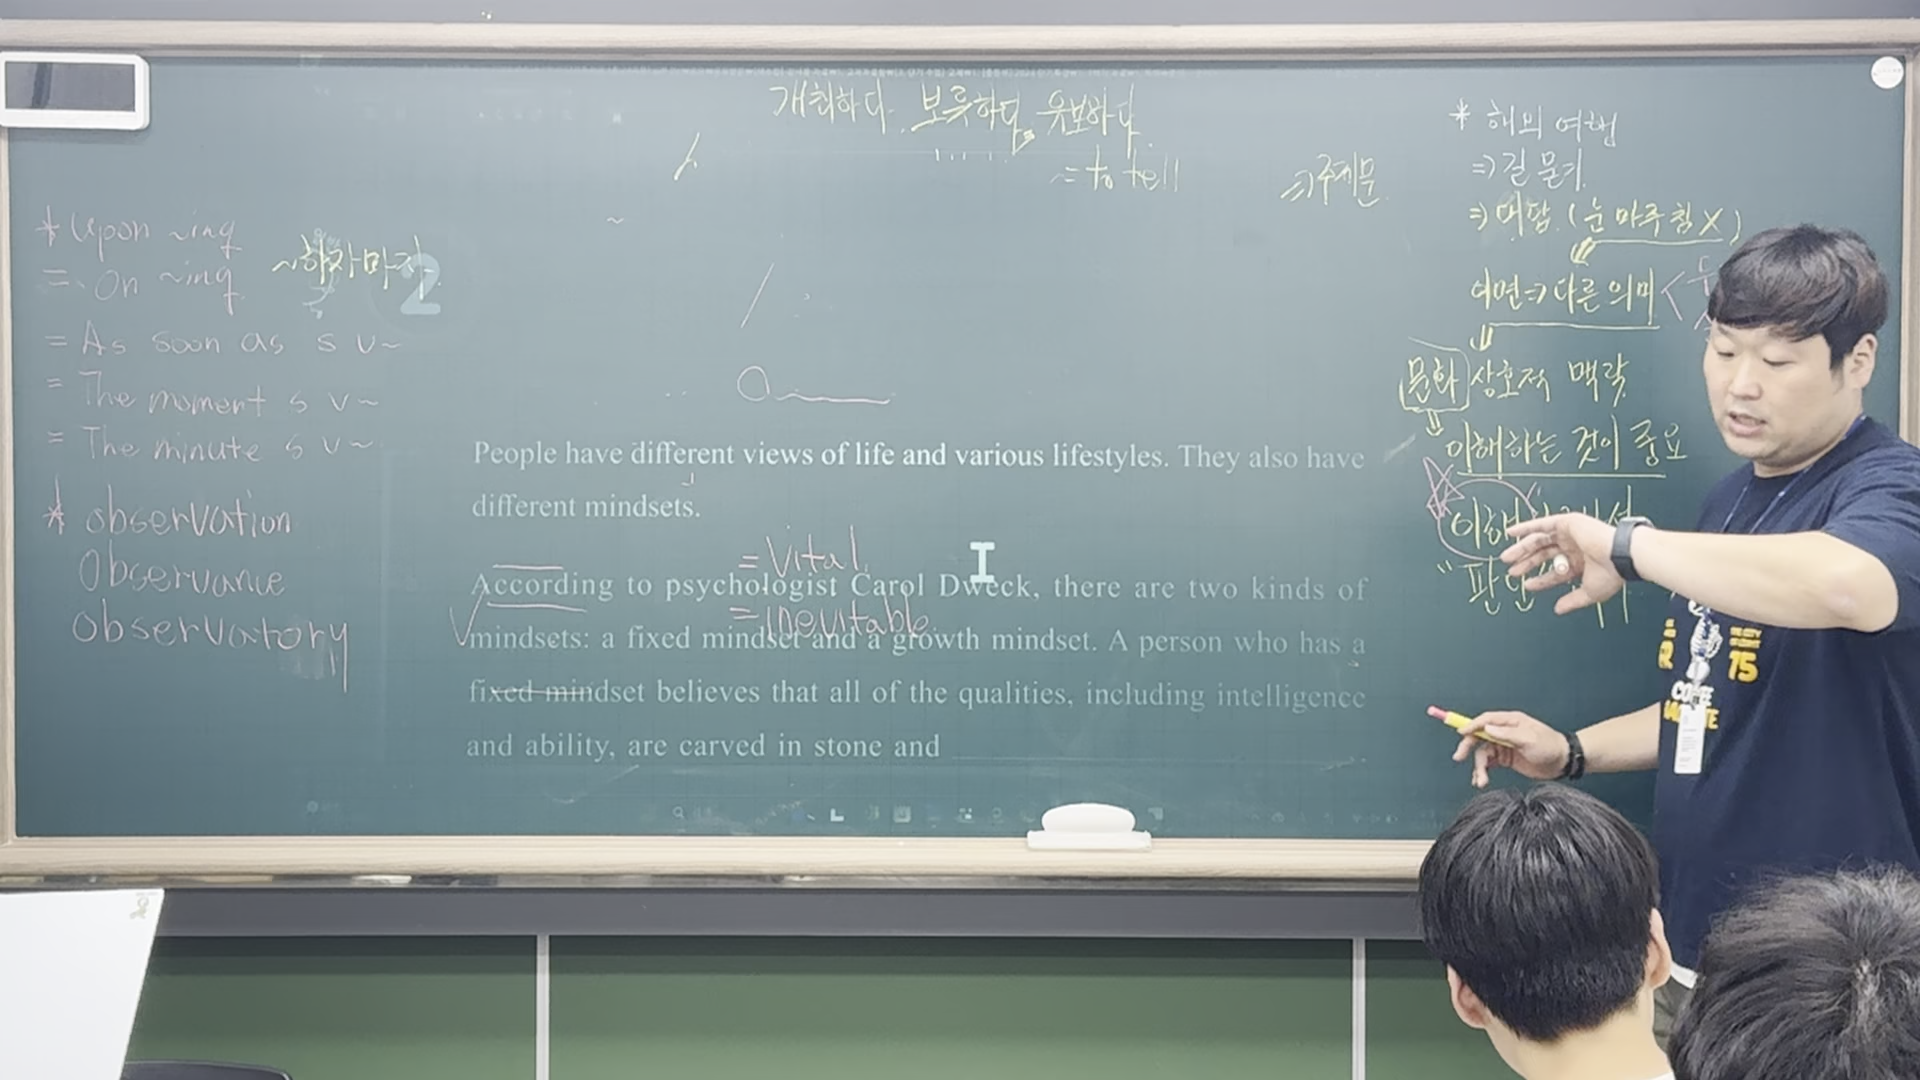 개최하다. 보류하다. 유보하다.
= to tell
⇒주제문.
* upon ~ing
= on ~ing
~하자마자
2
= As soon as s v~
= The moment s v~
= The minute s v~
* observation
observance
observatory
People have different views of life and various lifestyles. They also have
different mindsets.
= vital
According to psychologist Carol Dweck, there are two kinds of
= inevitable.
mindsets: a fixed mindset and a growth mindset. A person who has a
fixed mindset believes that all of the qualities, including intelligence
and ability, are carved in stone and
* 해외 여행
⇒길 묻기.
⇒대답. (눈 마주침 X)
이면⇒다른 의미
문화 상호적 맥락
이해하는 것이 중요
75